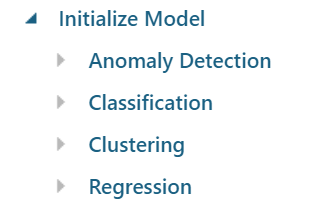 Initialize Model
Anomaly Detection
Classification
Clustering
Regression